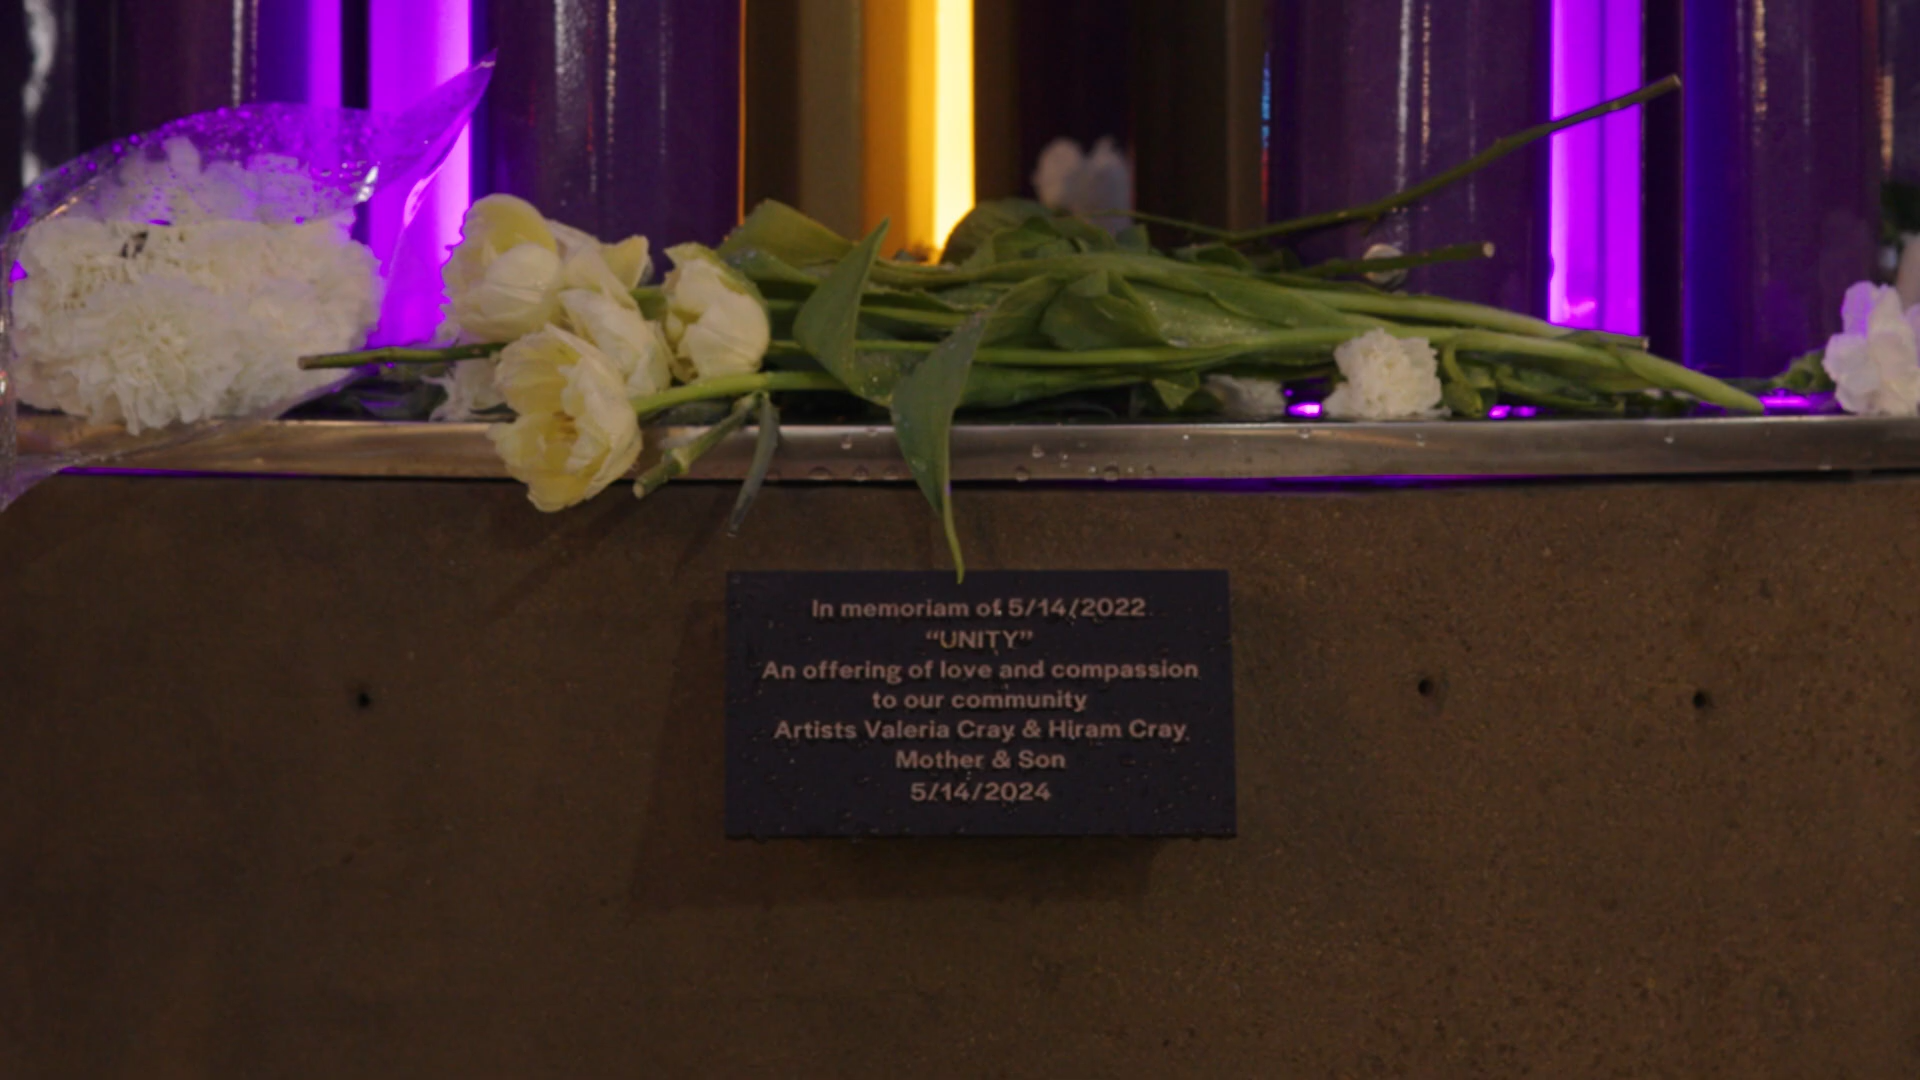 In memoriam of 5/14/2022
“UNITY”
An offering of love and compassion
to our community
Artists Valeria Cray & Hiram Cray
Mother & Son
5/14/2024